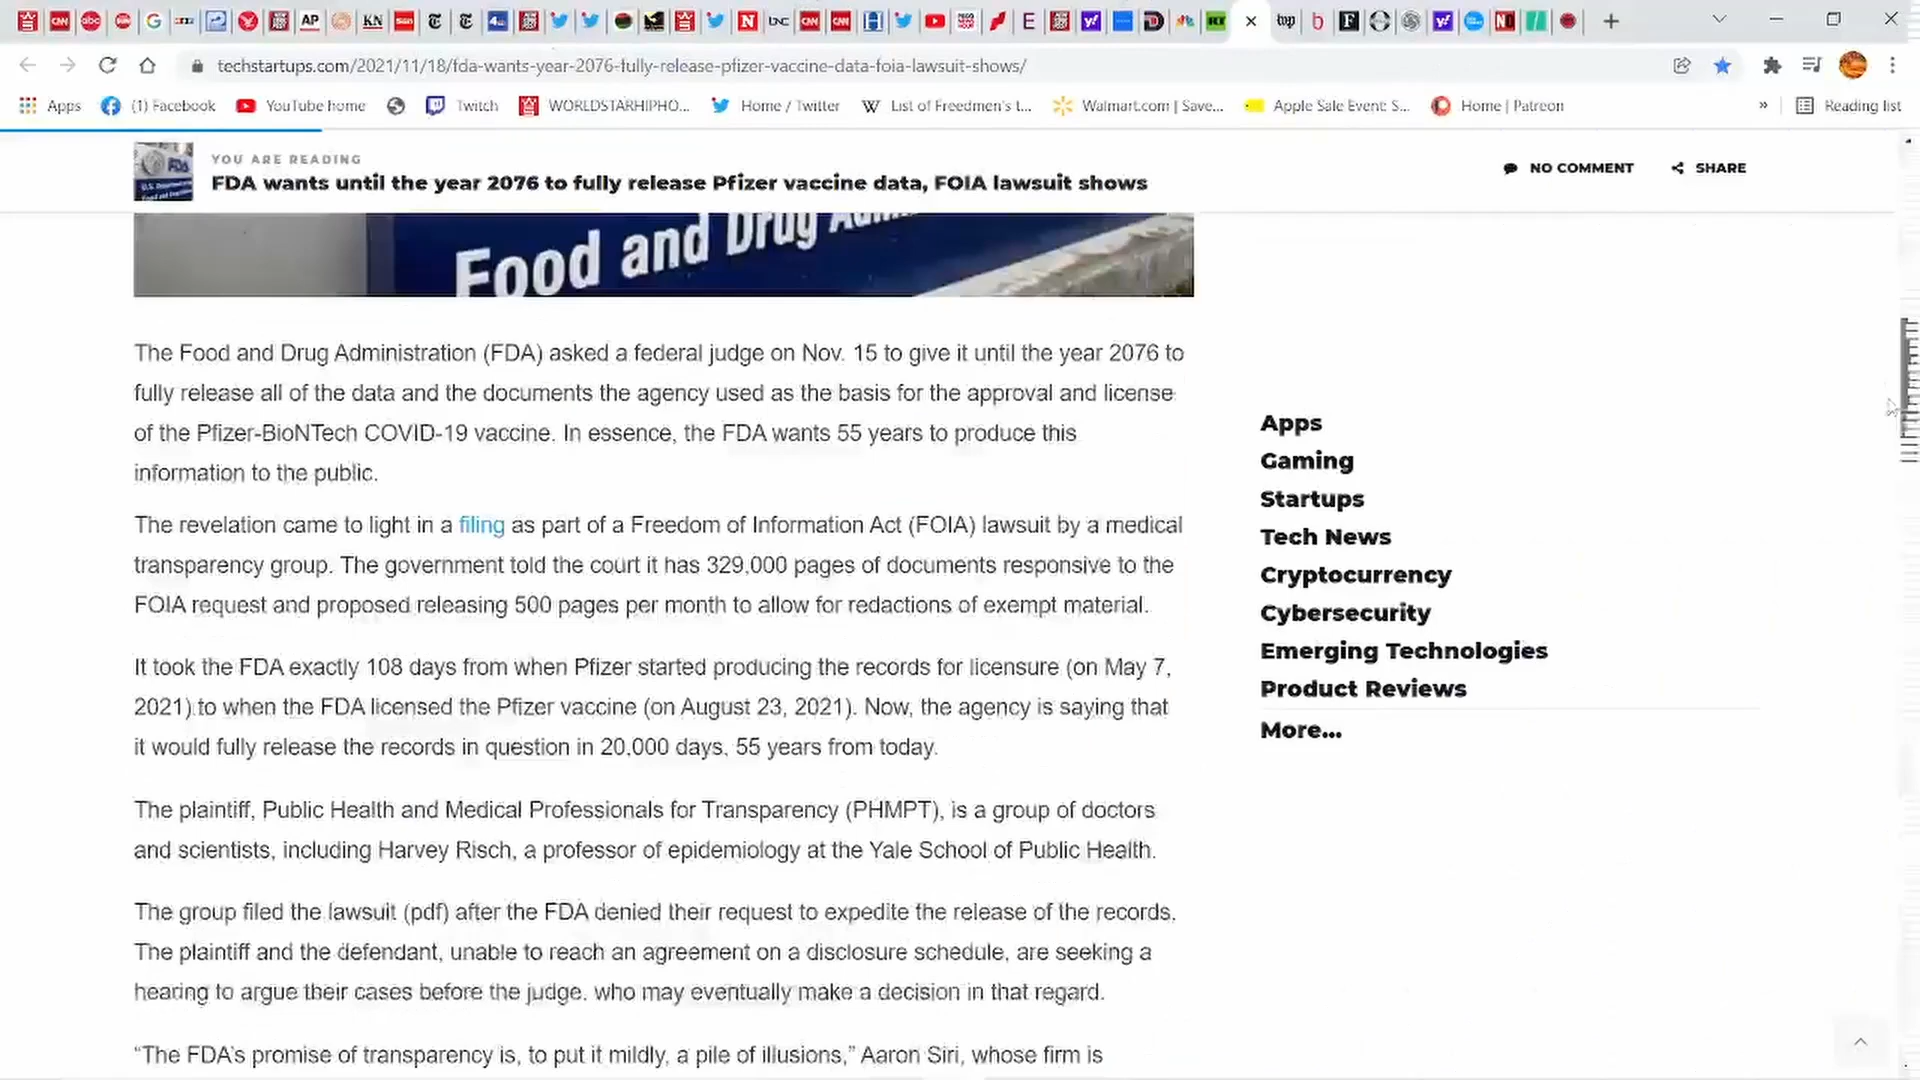 techstartups.com/2021/11/18/fda-wants-year-2076-fully-release-pfizer-vaccine-data-foia-lawsuit-shows/
Apps
(1) Facebook
YouTube home
Twitch
WORLDSTARHIPHO...
Home / Twitter
List of Freedmen's t...
Walmart.com | Save...
Apple Sale Event: S...
Home | Patreon
»
Reading list
YOU ARE READING
FDA wants until the year 2076 to fully release Pfizer vaccine data, FOIA lawsuit shows
NO COMMENT
SHARE
Food and Drug
The Food and Drug Administration (FDA) asked a federal judge on Nov. 15 to give it until the year 2076 to
fully release all of the data and the documents the agency used as the basis for the approval and license
of the Pfizer-BioNTech COVID-19 vaccine. In essence, the FDA wants 55 years to produce this
information to the public.
The revelation came to light in a filing as part of a Freedom of Information Act (FOIA) lawsuit by a medical
transparency group. The government told the court it has 329,000 pages of documents responsive to the
FOIA request and proposed releasing 500 pages per month to allow for redactions of exempt material.
It took the FDA exactly 108 days from when Pfizer started producing the records for licensure (on May 7,
2021) to when the FDA licensed the Pfizer vaccine (on August 23, 2021). Now, the agency is saying that
it would fully release the records in question in 20,000 days, 55 years from today.
The plaintiff, Public Health and Medical Professionals for Transparency (PHMPT), is a group of doctors
and scientists, including Harvey Risch, a professor of epidemiology at the Yale School of Public Health.
The group filed the lawsuit (pdf) after the FDA denied their request to expedite the release of the records.
The plaintiff and the defendant, unable to reach an agreement on a disclosure schedule, are seeking a
hearing to argue their cases before the judge, who may eventually make a decision in that regard.
“The FDA’s promise of transparency is, to put it mildly, a pile of illusions,” Aaron Siri, whose firm is
Apps
Gaming
Startups
Tech News
Cryptocurrency
Cybersecurity
Emerging Technologies
Product Reviews
More...